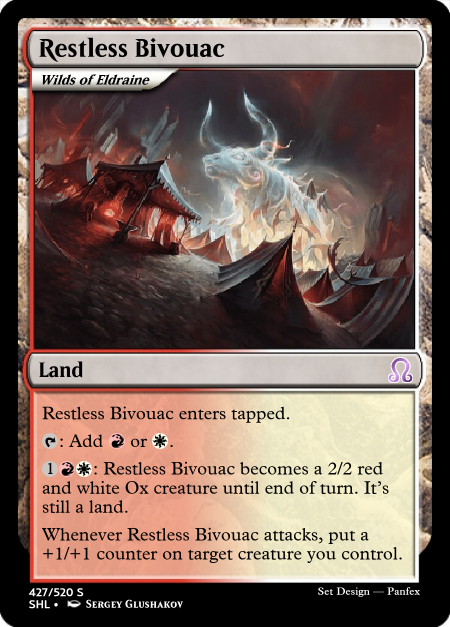 Restless Bivouac
Wilds of Eldraine
Land
Restless Bivouac enters tapped.
: Add or .
1 : Restless Bivouac becomes a 2/2 red
and white Ox creature until end of turn. It's
still a land.
Whenever Restless Bivouac attacks, put a
+1/+1 counter on target creature you control.
427/520 S
Set Design — Panfex
SHL • Sergey Glushakov